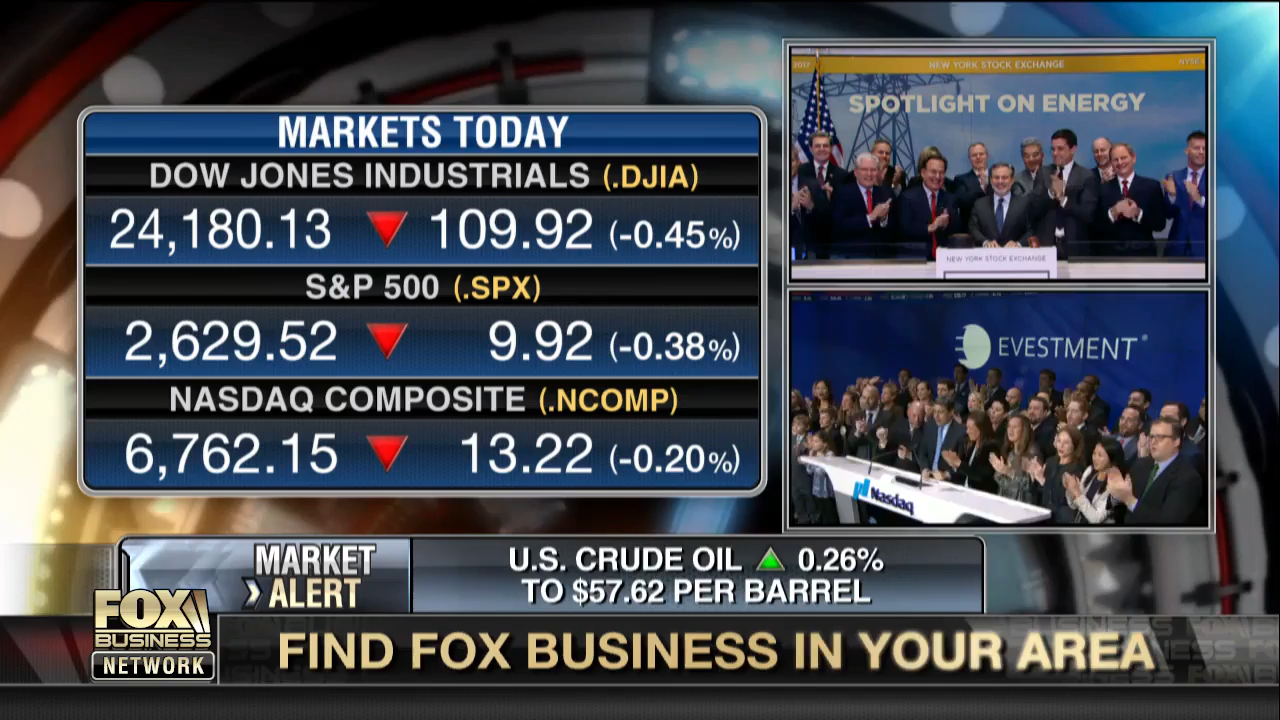 MARKETS TODAY
DOW JONES INDUSTRIALS (.DJIA)
24,180.13 ▼ 109.92 (-0.45%)
S&P 500 (.SPX)
2,629.52 ▼ 9.92 (-0.38%)
NASDAQ COMPOSITE (.NCOMP)
6,762.15 ▼ 13.22 (-0.20%)
2017 NEW YORK STOCK EXCHANGE NYSE
SPOTLIGHT ON ENERGY
NEW YORK STOCK EXCHANGE
EVESTMENT
Nasdaq
MARKET
ALERT
U.S. CRUDE OIL ▲ 0.26%
TO $57.62 PER BARREL
FOX
BUSINESS
NETWORK
FIND FOX BUSINESS IN YOUR AREA